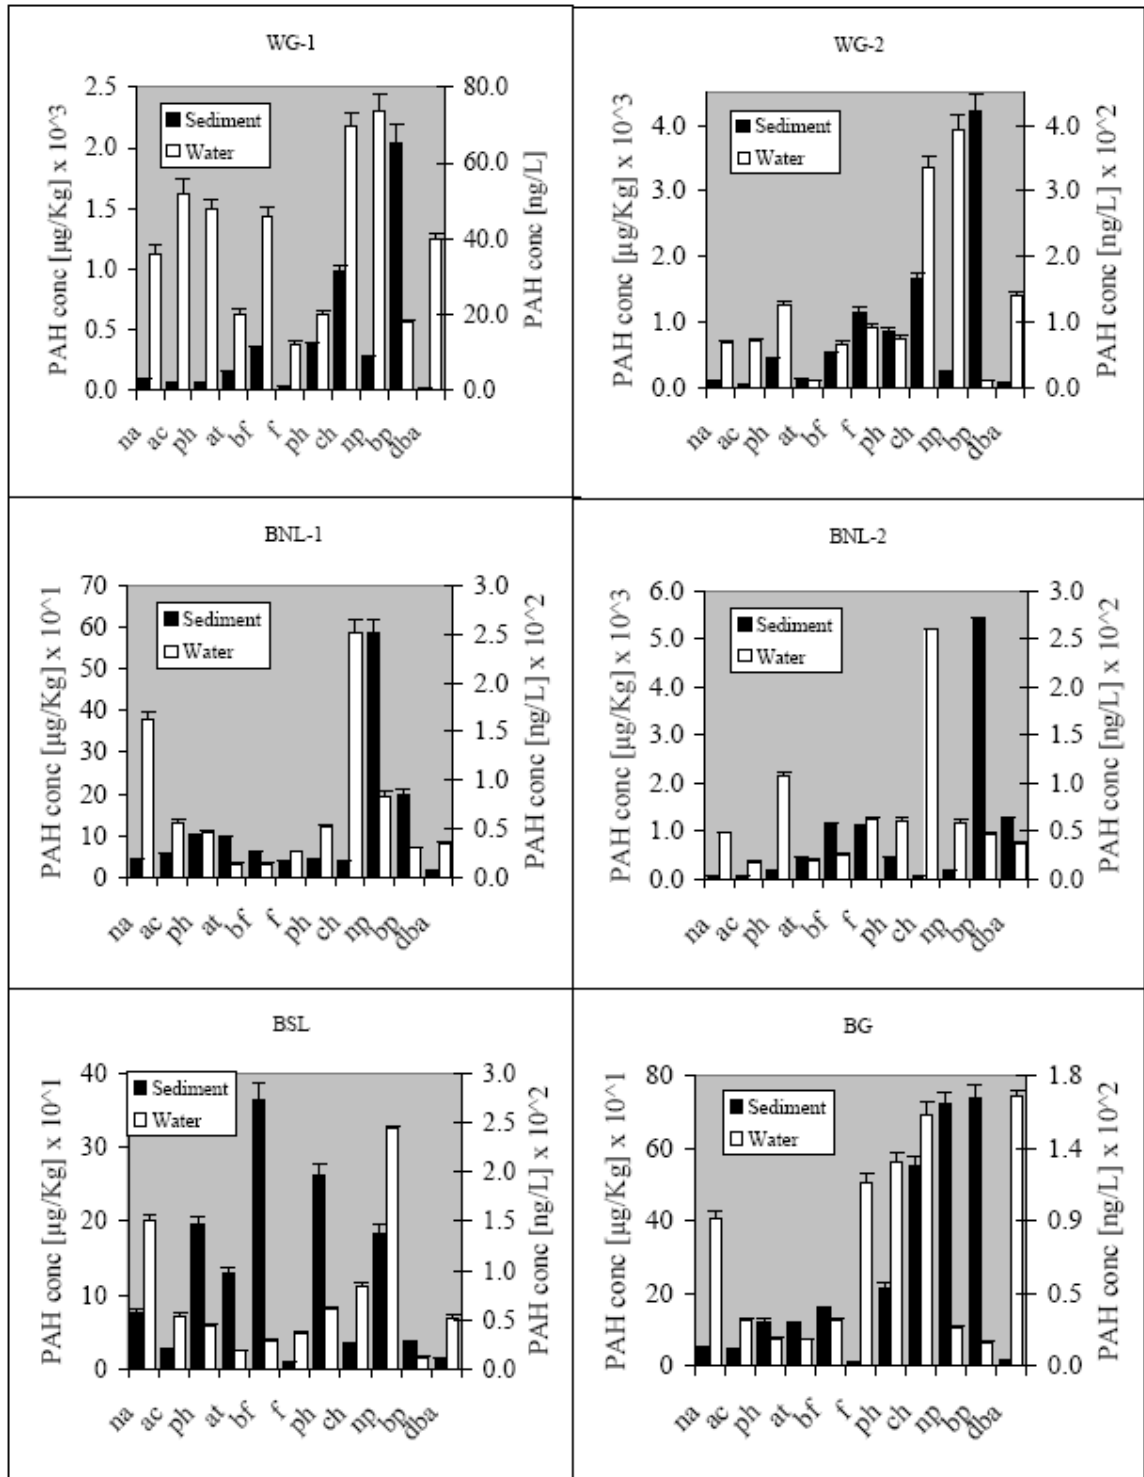 WG-1
PAH conc [µg/Kg] x 10^3
2.5
2.0
1.5
1.0
0.5
0.0
Sediment
Water
80.0
60.0
40.0
20.0
0.0
PAH conc [ng/L]
na ac ph at bf f ph ch np bp dba
WG-2
PAH conc [µg/Kg] x 10^3
4.0
3.0
2.0
1.0
0.0
Sediment
Water
4.0
3.0
2.0
1.0
0.0
PAH conc [ng/L] x 10^2
na ac ph at bf f ph ch np bp dba
BNL-1
PAH conc [µg/Kg] x 10^1
70
60
50
40
30
20
10
0
Sediment
Water
3.0
2.5
2.0
1.5
1.0
0.5
0.0
PAH conc [ng/L] x 10^2
na ac ph at bf f ph ch np bp dba
BNL-2
PAH conc [µg/Kg] x 10^3
6.0
5.0
4.0
3.0
2.0
1.0
0.0
Sediment
Water
3.0
2.5
2.0
1.5
1.0
0.5
0.0
PAH conc [ng/L] x 10^2
na ac ph at bf f ph ch np bp dba
BSL
PAH conc [µg/Kg] x 10^1
40
30
20
10
0
Sediment
Water
3.0
2.5
2.0
1.5
1.0
0.5
0.0
PAH conc [ng/L] x 10^2
na ac ph at bf f ph ch np bp dba
BG
PAH conc [µg/Kg] x 10^1
80
60
40
20
0
Sediment
Water
1.8
1.4
0.9
0.5
0.0
PAH conc [ng/L] x 10^2
na ac ph at bf f ph ch np bp dba